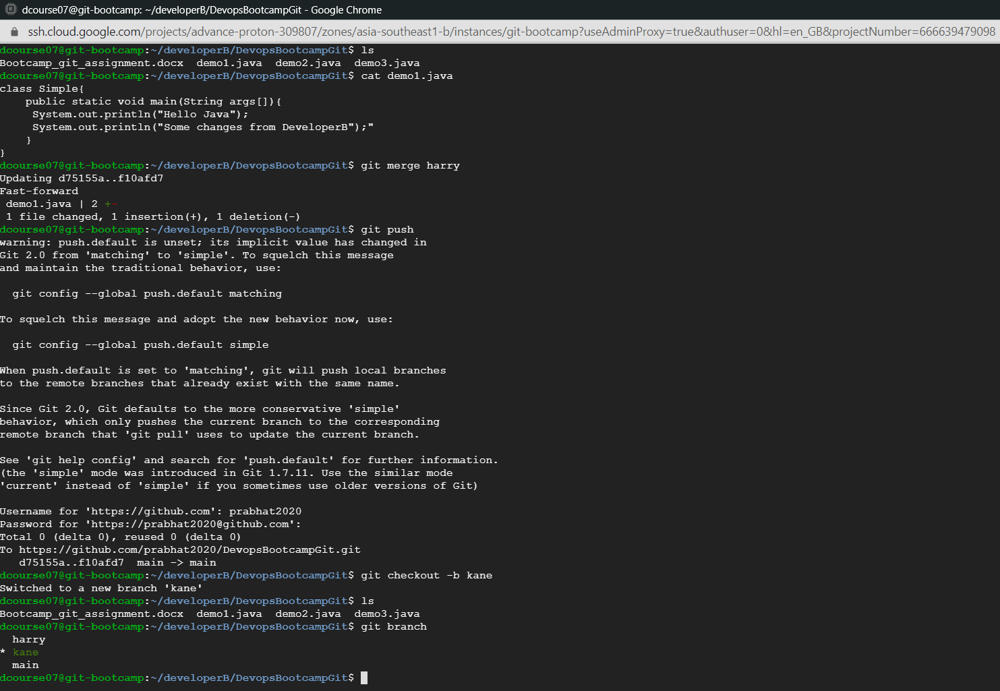 dcourse07@git-bootcamp: ~/developerB/DevopsBootcampGit - Google Chrome
ssh.cloud.google.com/projects/advance-proton-309807/zones/asia-southeast1-b/instances/git-bootcamp?useAdminProxy=true&authuser=0&hl=en_GB&projectNumber=666639479098
dcourse07@git-bootcamp:~/developerB/DevopsBootcampGit$ ls
Bootcamp_git_assignment.docx  demo1.java  demo2.java  demo3.java
dcourse07@git-bootcamp:~/developerB/DevopsBootcampGit$ cat demo1.java
class Simple{
    public static void main(String args[]){
     System.out.println("Hello Java");
     System.out.println("Some changes from DeveloperB");"
    }
}
dcourse07@git-bootcamp:~/developerB/DevopsBootcampGit$ git merge harry
Updating d75155a..f10afd7
Fast-forward
 demo1.java | 2 +-
 1 file changed, 1 insertion(+), 1 deletion(-)
dcourse07@git-bootcamp:~/developerB/DevopsBootcampGit$ git push
warning: push.default is unset; its implicit value has changed in
Git 2.0 from 'matching' to 'simple'. To squelch this message
and maintain the traditional behavior, use:
  git config --global push.default matching
To squelch this message and adopt the new behavior now, use:
  git config --global push.default simple
When push.default is set to 'matching', git will push local branches
to the remote branches that already exist with the same name.
Since Git 2.0, Git defaults to the more conservative 'simple'
behavior, which only pushes the current branch to the corresponding
remote branch that 'git pull' uses to update the current branch.
See 'git help config' and search for 'push.default' for further information.
(the 'simple' mode was introduced in Git 1.7.11. Use the similar mode
'current' instead of 'simple' if you sometimes use older versions of Git)
Username for 'https://github.com': prabhat2020
Password for 'https://prabhat2020@github.com':
Total 0 (delta 0), reused 0 (delta 0)
To https://github.com/prabhat2020/DevopsBootcampGit.git
   d75155a..f10afd7  main -> main
dcourse07@git-bootcamp:~/developerB/DevopsBootcampGit$ git checkout -b kane
Switched to a new branch 'kane'
dcourse07@git-bootcamp:~/developerB/DevopsBootcampGit$ ls
Bootcamp_git_assignment.docx  demo1.java  demo2.java  demo3.java
dcourse07@git-bootcamp:~/developerB/DevopsBootcampGit$ git branch
  harry
* kane
  main
dcourse07@git-bootcamp:~/developerB/DevopsBootcampGit$